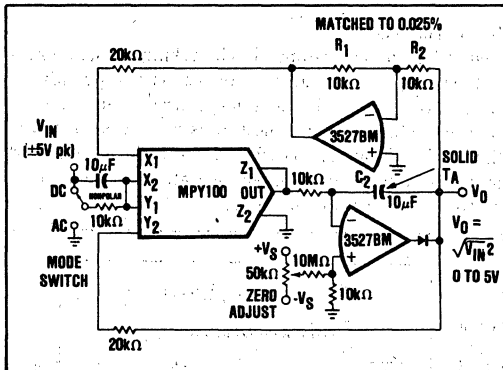 MATCHED TO 0.025%
R1 R2
20kΩ 10kΩ 10kΩ
VIN
(±5V pk)
10μF
DC
NONPOLAR
10kΩ
AC
MODE
SWITCH
X1
X2
Y1
Y2
MPY100
Z1
OUT
Z2
−
3527BM
+
10kΩ
C2
SOLID
TA
10μF
VO
−
3527BM
+
VO =
√VIN2
0 TO 5V
+VS
50kΩ
10MΩ
-VS
ZERO
ADJUST
10kΩ
20kΩ